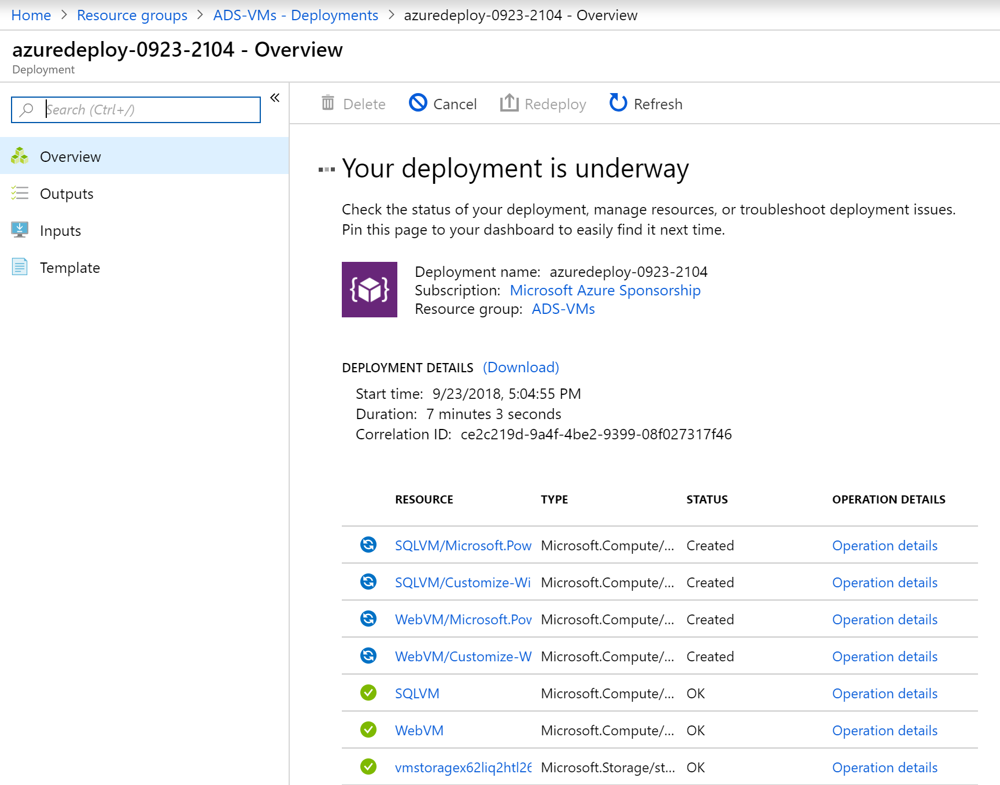 Home > Resource groups > ADS-VMs - Deployments > azuredeploy-0923-2104 - Overview
azuredeploy-0923-2104 - Overview
Deployment
Search (Ctrl+/)
«
Overview
Outputs
Inputs
Template
Delete Cancel Redeploy Refresh
Your deployment is underway
Check the status of your deployment, manage resources, or troubleshoot deployment issues.
Pin this page to your dashboard to easily find it next time.
Deployment name: azuredeploy-0923-2104
Subscription: Microsoft Azure Sponsorship
Resource group: ADS-VMs
DEPLOYMENT DETAILS (Download)
Start time: 9/23/2018, 5:04:55 PM
Duration: 7 minutes 3 seconds
Correlation ID: ce2c219d-9a4f-4be2-9399-08f027317f46
RESOURCE TYPE STATUS OPERATION DETAILS
SQLVM/Microsoft.Pow Microsoft.Compute/... Created Operation details
SQLVM/Customize-Wi Microsoft.Compute/... Created Operation details
WebVM/Microsoft.Pow Microsoft.Compute/... Created Operation details
WebVM/Customize-W Microsoft.Compute/... Created Operation details
SQLVM Microsoft.Compute/... OK Operation details
WebVM Microsoft.Compute/... OK Operation details
vmstoragex62liq2htl26 Microsoft.Storage/st... OK Operation details